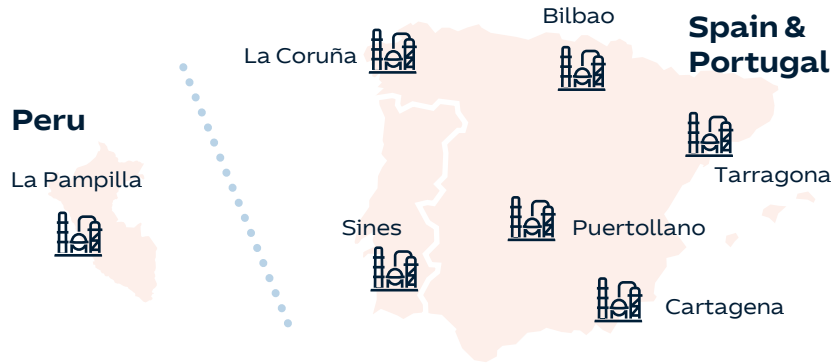 Peru
La Pampilla
Spain &
Portugal
La Coruña
Bilbao
Tarragona
Sines
Puertollano
Cartagena